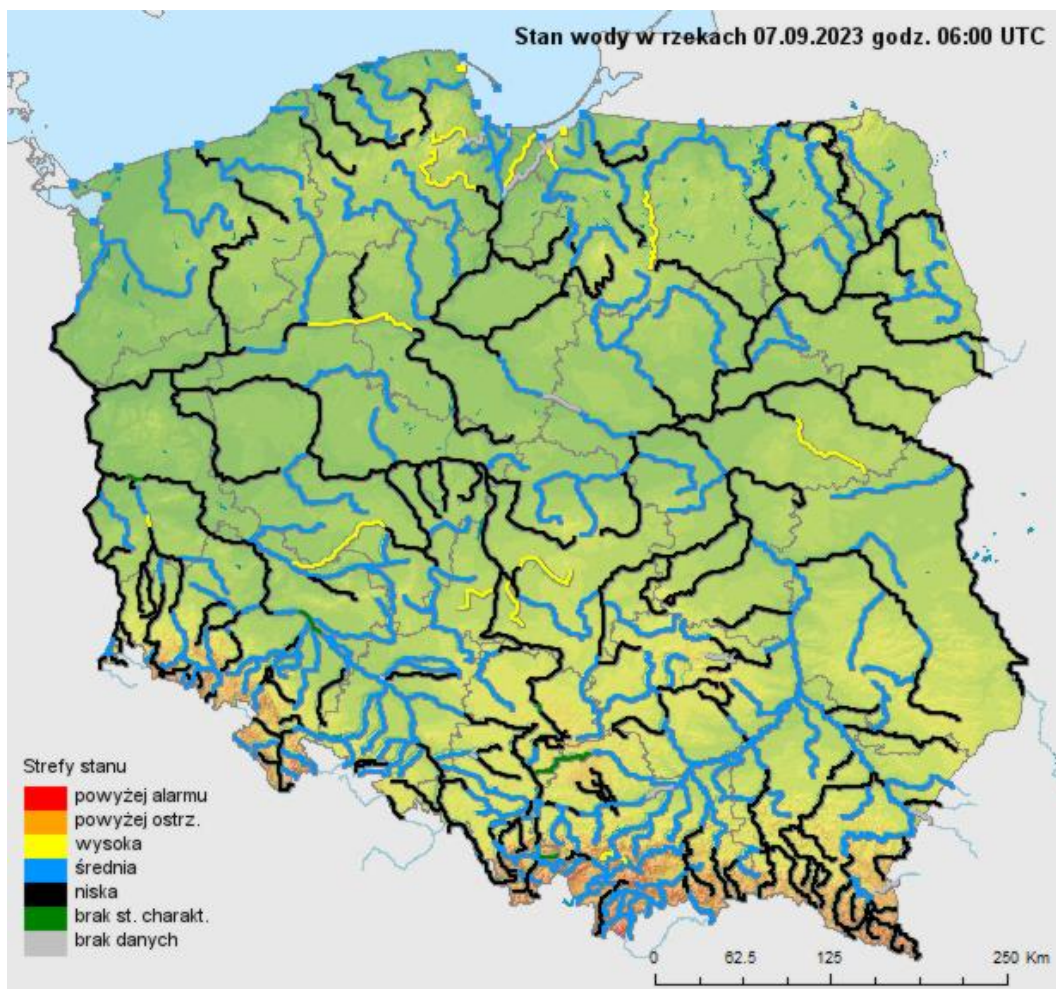 Stan wody w rzekach 07.09.2023 godz. 06:00 UTC
Strefy stanu
powyżej alarmu
powyżej ostrz.
wysoka
średnia
niska
brak st. charakt.
brak danych
0 62.5 125 250 Km